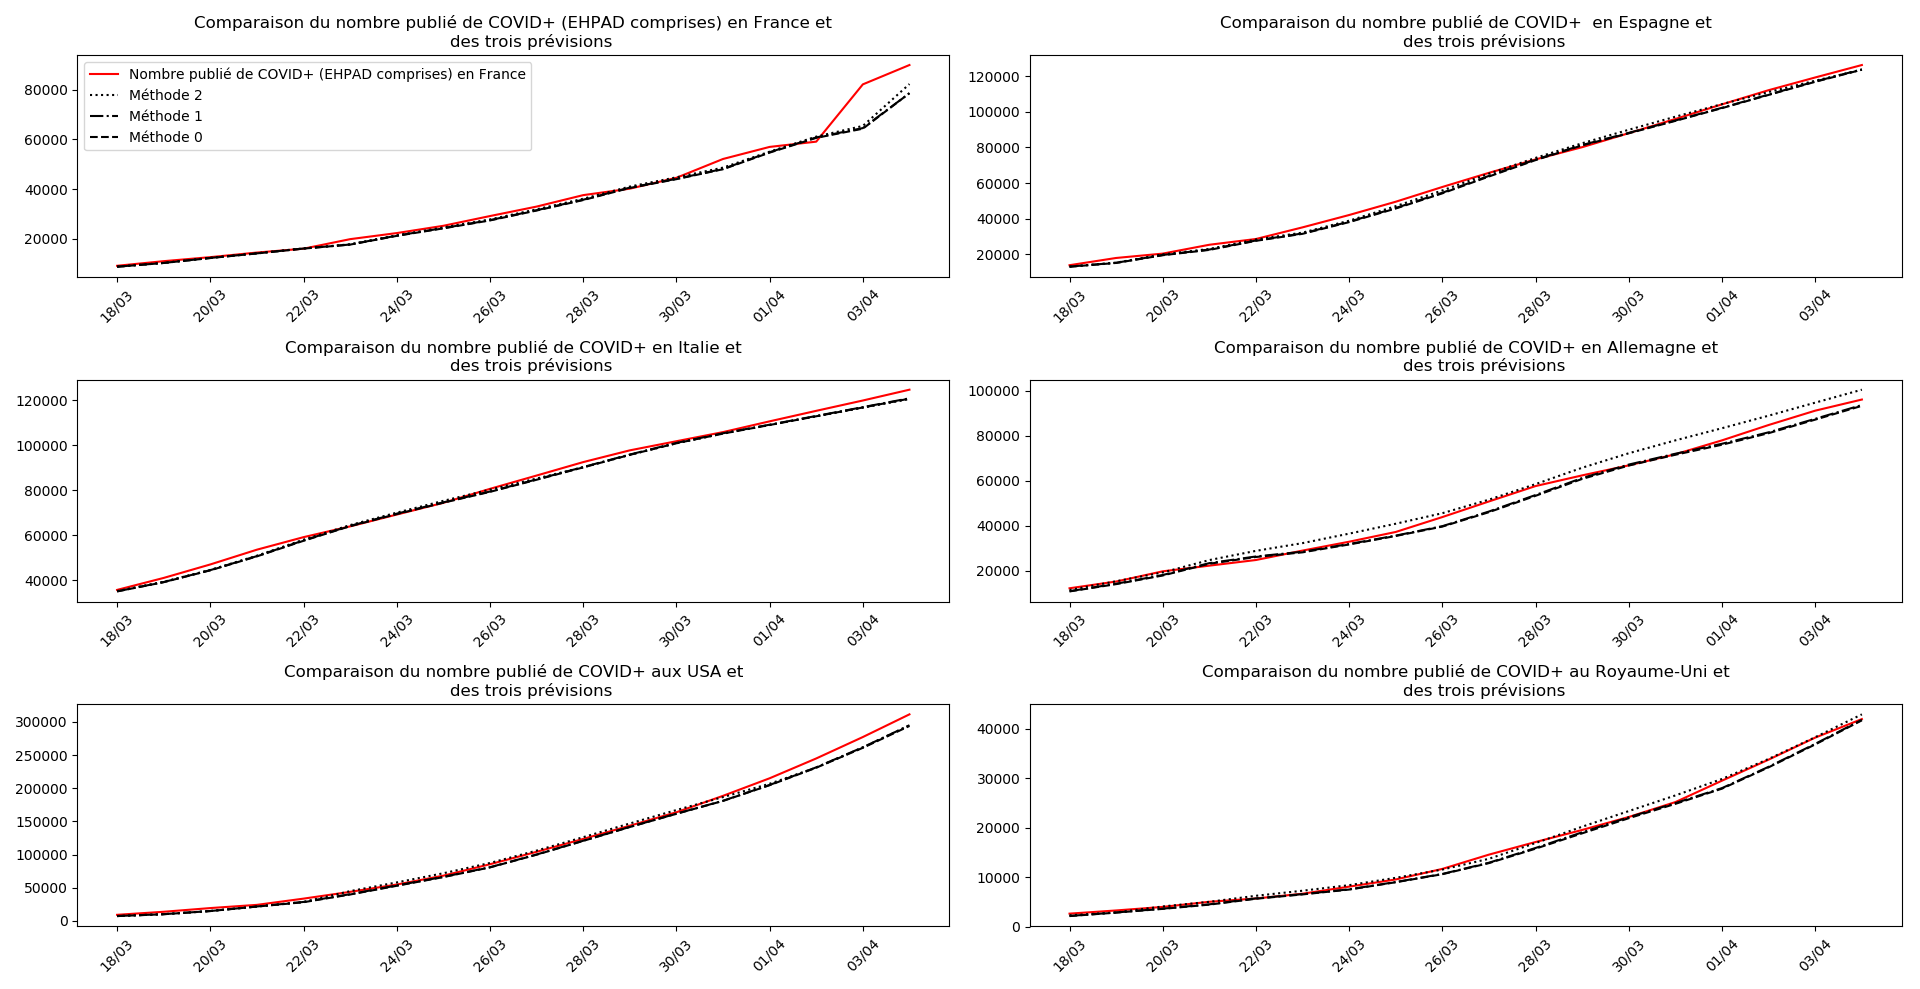 Comparaison du nombre publié de COVID+ (EHPAD comprises) en France et
des trois prévisions
Nombre publié de COVID+ (EHPAD comprises) en France
Méthode 2
Méthode 1
Méthode 0
80000
60000
40000
20000
18/03 20/03 22/03 24/03 26/03 28/03 30/03 01/04 03/04
Comparaison du nombre publié de COVID+  en Espagne et
des trois prévisions
120000
100000
80000
60000
40000
20000
18/03 20/03 22/03 24/03 26/03 28/03 30/03 01/04 03/04
Comparaison du nombre publié de COVID+ en Italie et
des trois prévisions
120000
100000
80000
60000
40000
18/03 20/03 22/03 24/03 26/03 28/03 30/03 01/04 03/04
Comparaison du nombre publié de COVID+ en Allemagne et
des trois prévisions
100000
80000
60000
40000
20000
18/03 20/03 22/03 24/03 26/03 28/03 30/03 01/04 03/04
Comparaison du nombre publié de COVID+ aux USA et
des trois prévisions
300000
250000
200000
150000
100000
50000
0
18/03 20/03 22/03 24/03 26/03 28/03 30/03 01/04 03/04
Comparaison du nombre publié de COVID+ au Royaume-Uni et
des trois prévisions
40000
30000
20000
10000
0
18/03 20/03 22/03 24/03 26/03 28/03 30/03 01/04 03/04